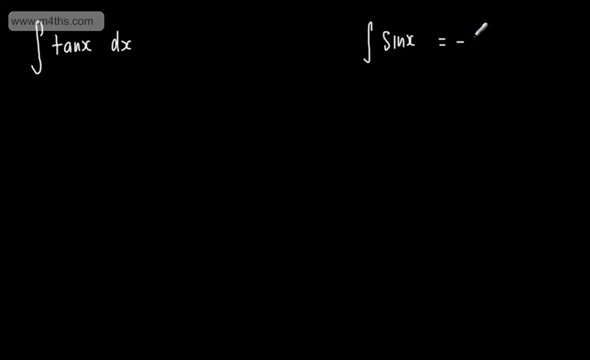 www.m4ths.com
∫ tanx dx
∫ sinx = -